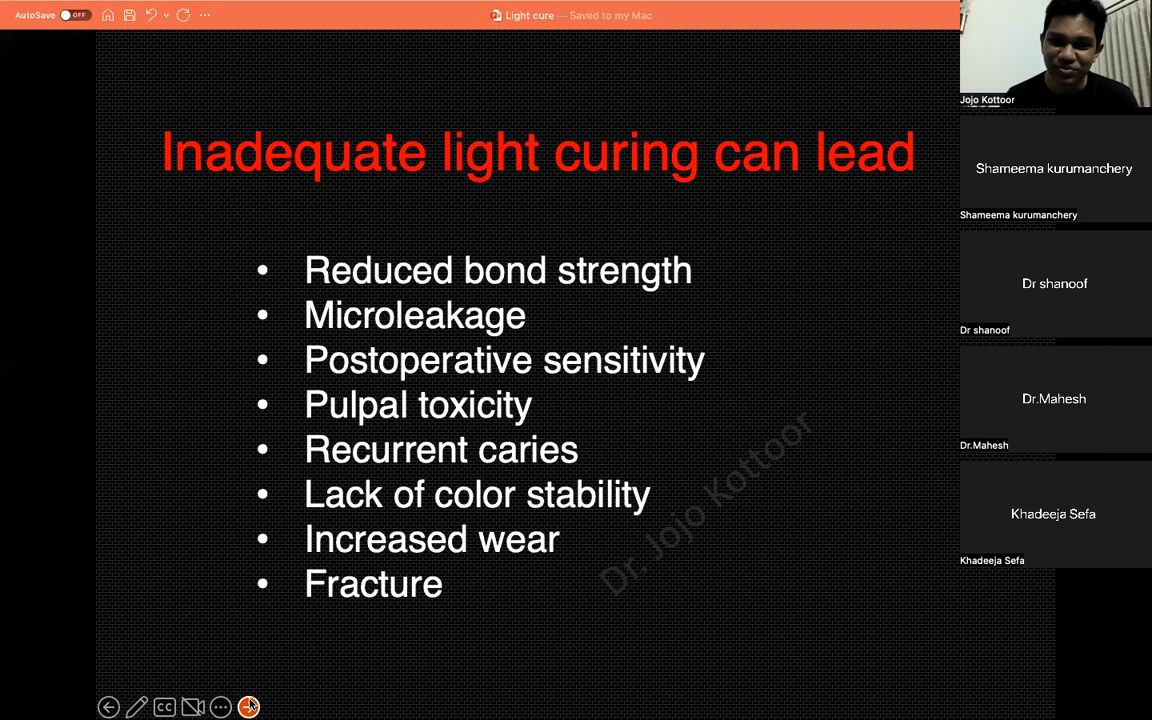 AutoSave OFF
Light cure — Saved to my Mac
Inadequate light curing can lead
• Reduced bond strength
• Microleakage
• Postoperative sensitivity
• Pulpal toxicity
• Recurrent caries
• Lack of color stability
• Increased wear
• Fracture
Dr. Jojo Kottoor
CC
Jojo Kottoor
Shameema kurumanchery
Shameema kurumanchery
Dr shanoof
Dr shanoof
Dr.Mahesh
Dr.Mahesh
Khadeeja Sefa
Khadeeja Sefa